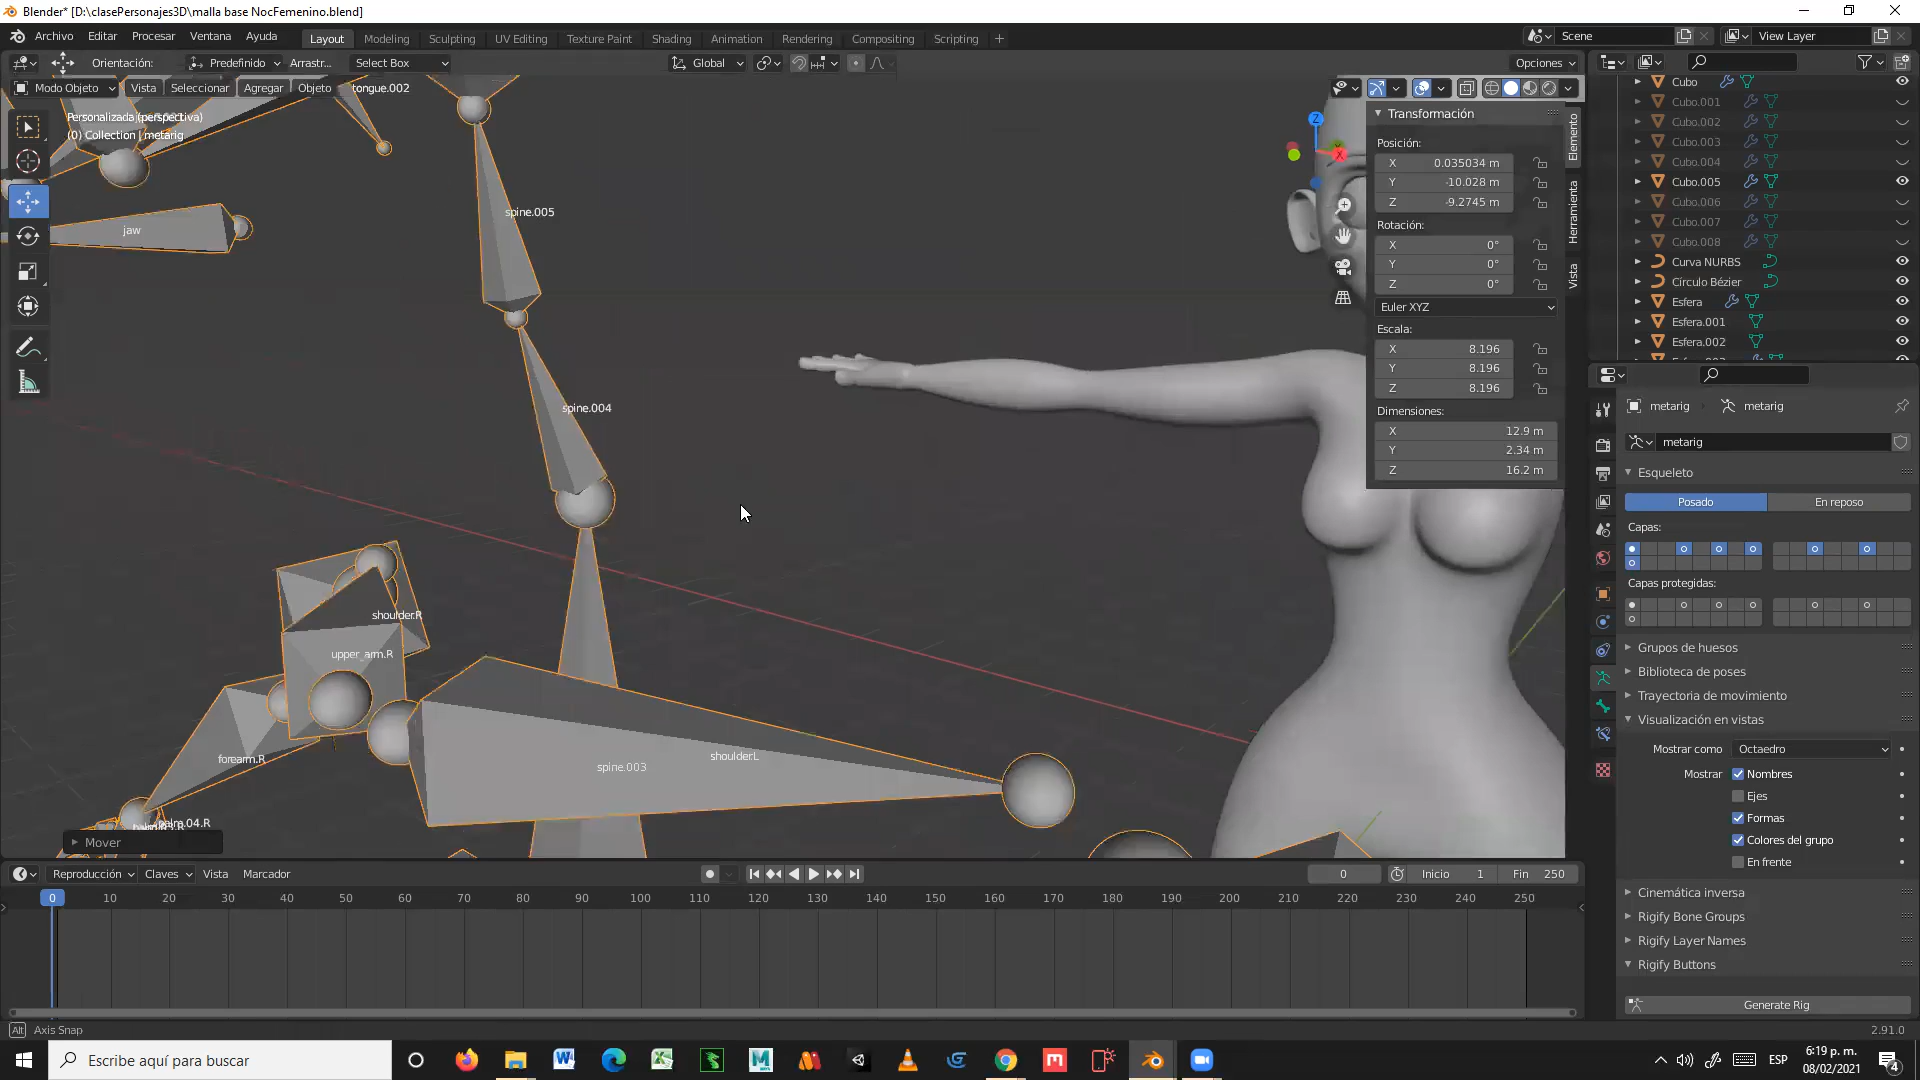 Blender* [D:\clasePersonajes3D\malla base NocFemenino.blend]
Archivo Editar Procesar Ventana Ayuda
Layout Modeling Sculpting UV Editing Texture Paint Shading Animation Rendering Compositing Scripting +
Scene View Layer
Orientación: Predefinido Arrastr... Select Box Global Opciones
Modo Objeto Vista Seleccionar Agregar Objeto
tongue.002
Personalizada (perspectiva)
(0) Collection | metarig
jaw
spine.005
spine.004
shoulder.R
upper_arm.R
forearm.R
spine.003
shoulder.L
palm.04.R
Mover
Z
X
Transformación
Posición:
X 0.035034 m
Y -10.028 m
Z -9.2745 m
Rotación:
X 0°
Y 0°
Z 0°
Euler XYZ
Escala:
X 8.196
Y 8.196
Z 8.196
Dimensiones:
X 12.9 m
Y 2.34 m
Z 16.2 m
Elemento
Herramienta
Vista
Cubo
Cubo.001
Cubo.002
Cubo.003
Cubo.004
Cubo.005
Cubo.006
Cubo.007
Cubo.008
Curva NURBS
Círculo Bézier
Esfera
Esfera.001
Esfera.002
metarig metarig
metarig
Esqueleto
Posado En reposo
Capas:
Capas protegidas:
Grupos de huesos
Biblioteca de poses
Trayectoria de movimiento
Visualización en vistas
Mostrar como Octaedro
Mostrar Nombres
Ejes
Formas
Colores del grupo
En frente
Cinemática inversa
Rigify Bone Groups
Rigify Layer Names
Rigify Buttons
Generate Rig
Reproducción Claves Vista Marcador
0 Inicio 1 Fin 250
0 10 20 30 40 50 60 70 80 90 100 110 120 130 140 150 160 170 180 190 200 210 220 230 240 250
Alt Axis Snap
2.91.0
Escribe aquí para buscar
ESP
6:19 p. m.
08/02/2021
4